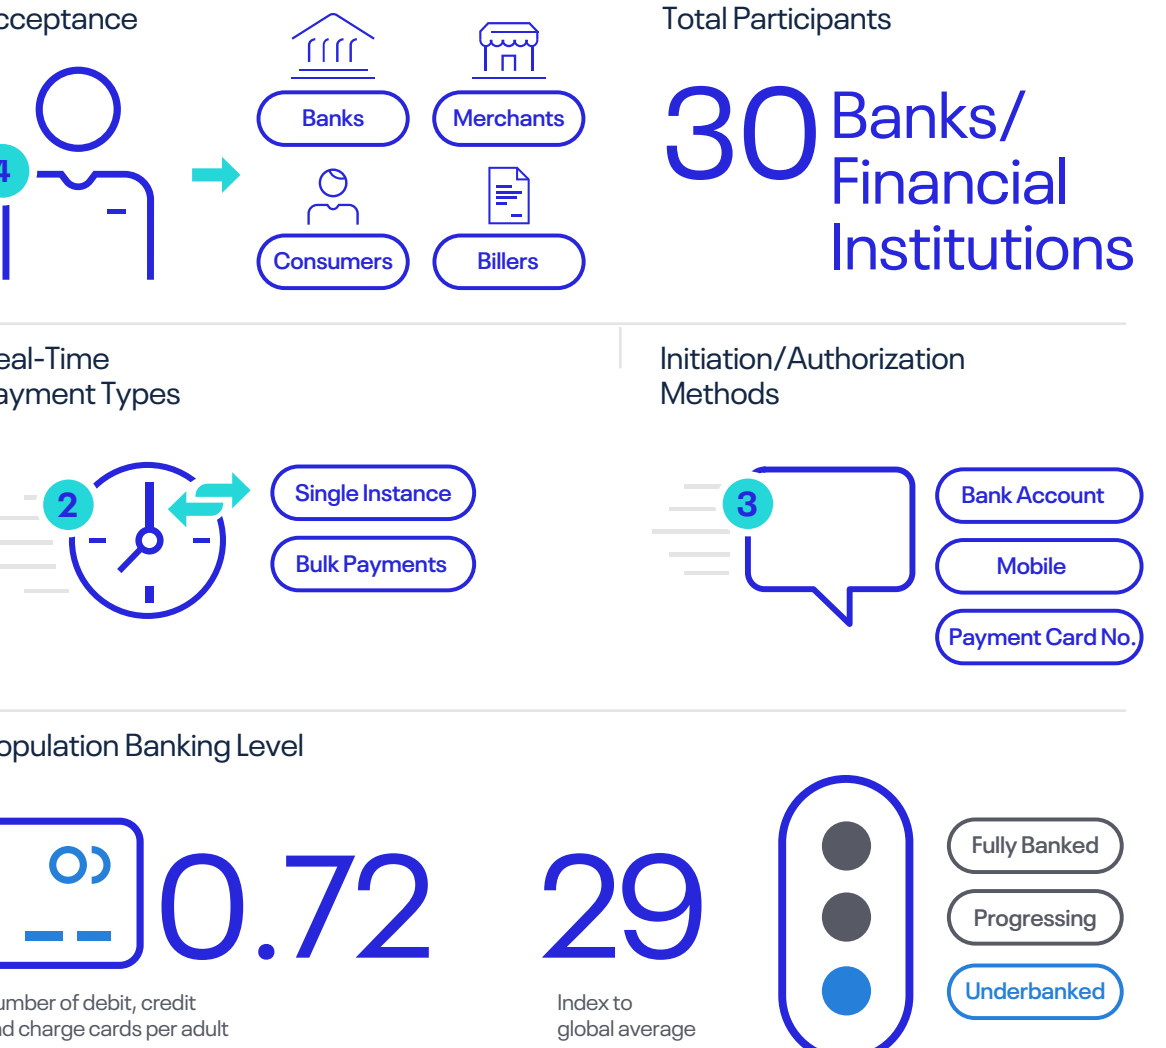 cceptance
Total Participants
4
Banks
Merchants
Consumers
Billers
30 Banks/
Financial
Institutions
eal-Time
ayment Types
2
Single Instance
Bulk Payments
Initiation/Authorization
Methods
3
Bank Account
Mobile
Payment Card No.
opulation Banking Level
0.72
umber of debit, credit
nd charge cards per adult
29
Index to
global average
Fully Banked
Progressing
Underbanked